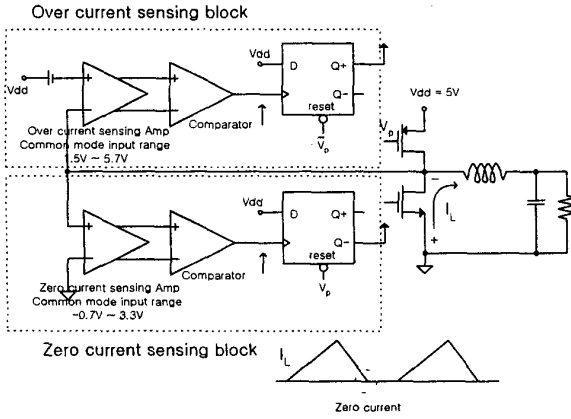 Over current sensing block
Vdd
Vdd
D
Q+
Q-
reset
V̄p
Comparator
Over current sensing Amp
Common mode input range
.5V ~ 5.7V
Vdd = 5V
Vp
-
IL
+
Vdd
D
Q+
Q-
reset
Vp
Comparator
Zero current sensing Amp
Common mode input range
-0.7V ~ 3.3V
Zero current sensing block
IL
Zero current